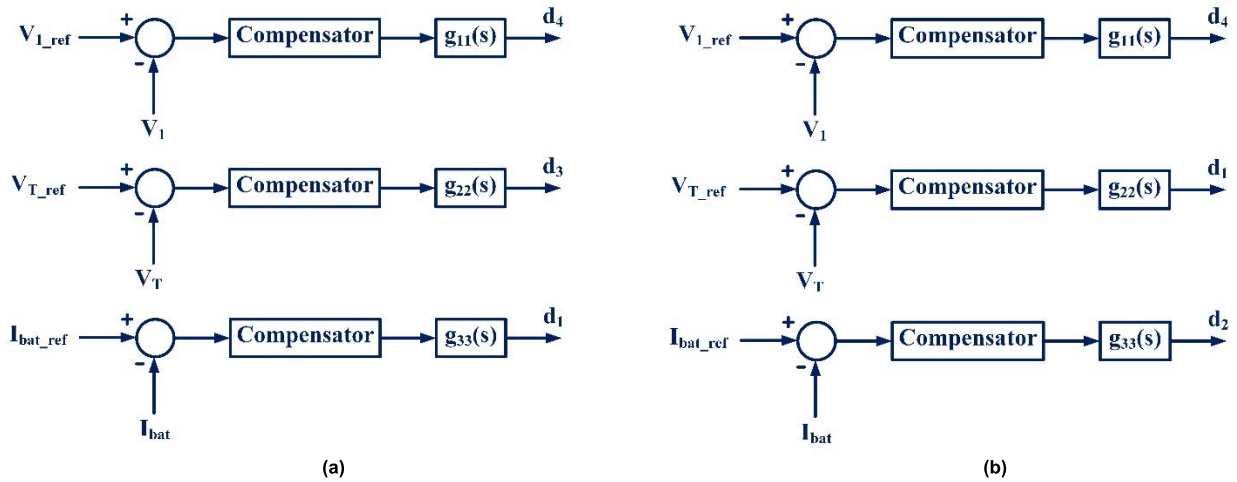 V1_ref + - Compensator g11(s) d4
V1
VT_ref + - Compensator g22(s) d3
VT
Ibat_ref + - Compensator g33(s) d1
Ibat
(a)
V1_ref + - Compensator g11(s) d4
V1
VT_ref + - Compensator g22(s) d1
VT
Ibat_ref + - Compensator g33(s) d2
Ibat
(b)